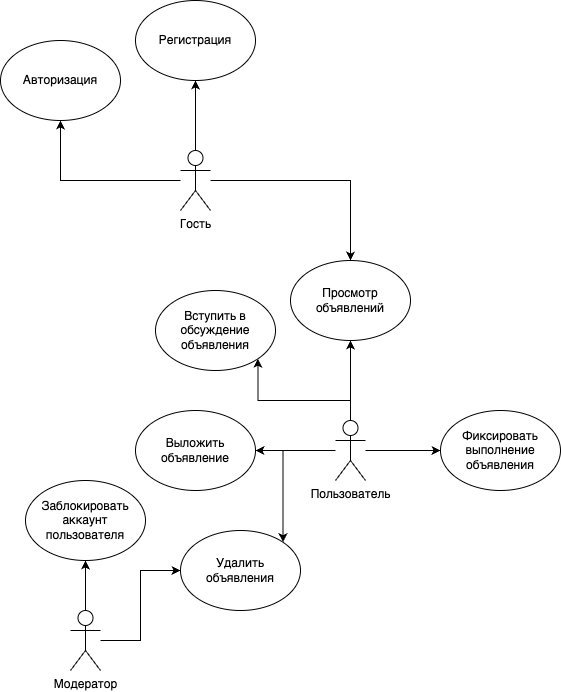 Регистрация
Авторизация
Гость
Просмотр
объявлений
Вступить в
обсуждение
объявления
Выложить
объявление
Фиксировать
выполнение
объявления
Пользователь
Заблокировать
аккаунт
пользователя
Удалить
объявления
Модератор